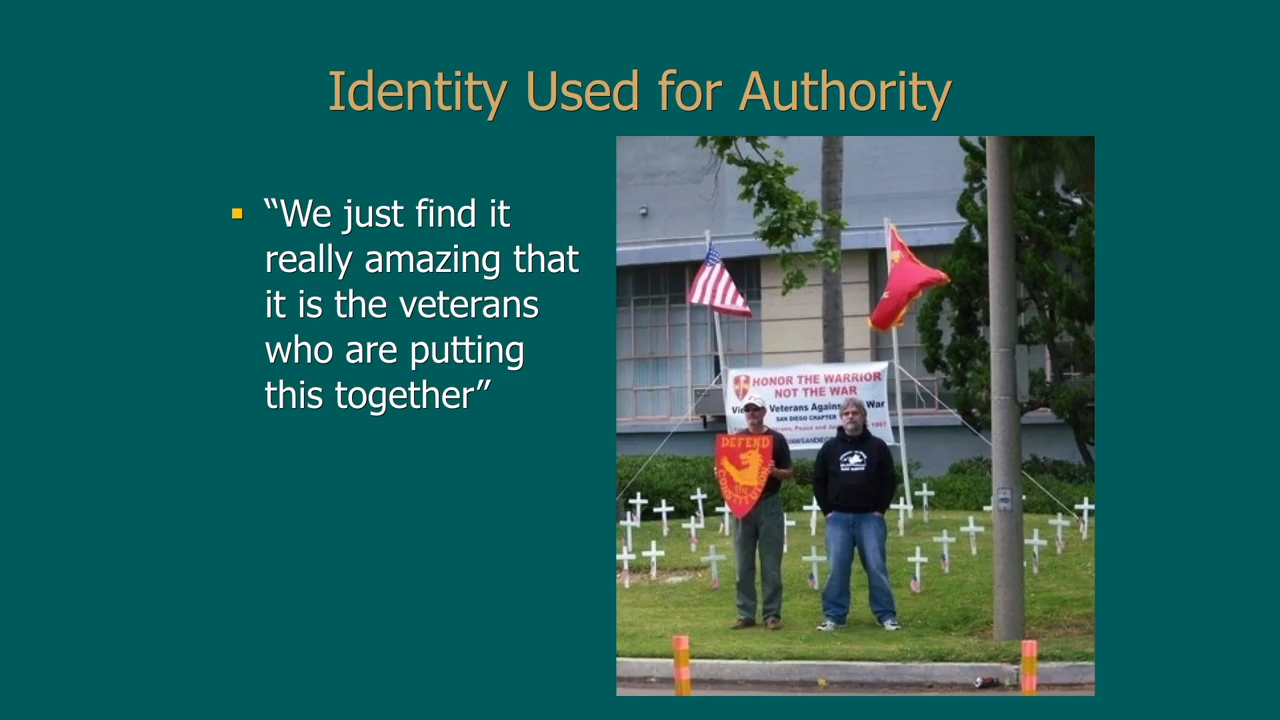 Identity Used for Authority
“We just find it
really amazing that
it is the veterans
who are putting
this together”
HONOR THE WARRIOR
NOT THE WAR
Veterans Against War
SAN DIEGO CHAPTER
DEFEND
CONSTITUTION